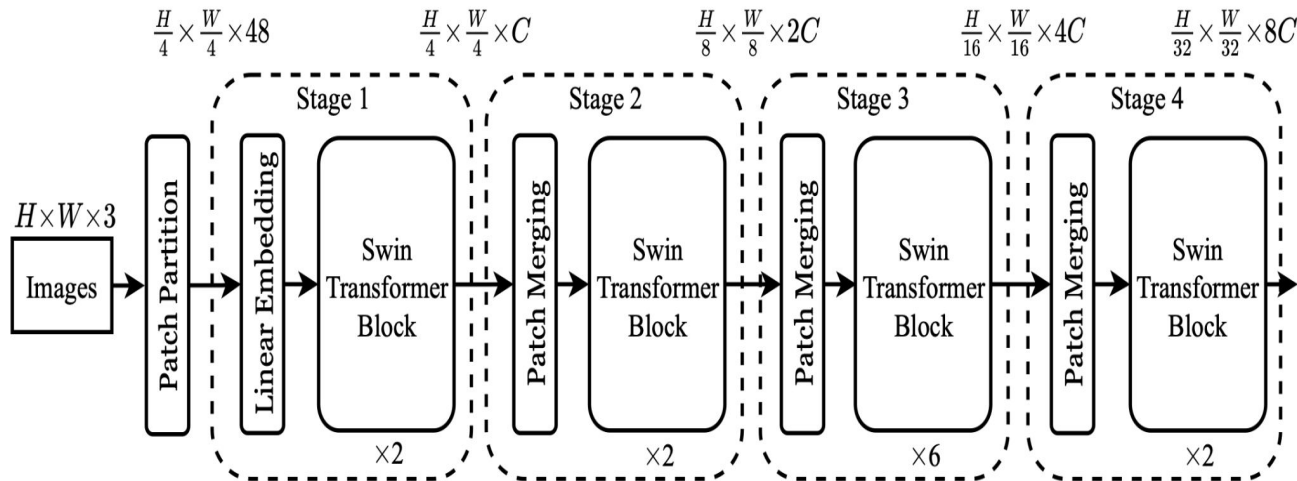 H/4 × W/4 × 48
H/4 × W/4 × C
H/8 × W/8 × 2C
H/16 × W/16 × 4C
H/32 × W/32 × 8C
Stage 1
Stage 2
Stage 3
Stage 4
H×W×3
Images
Patch Partition
Linear Embedding
Swin
Transformer
Block
×2
Patch Merging
Swin
Transformer
Block
×2
Patch Merging
Swin
Transformer
Block
×6
Patch Merging
Swin
Transformer
Block
×2